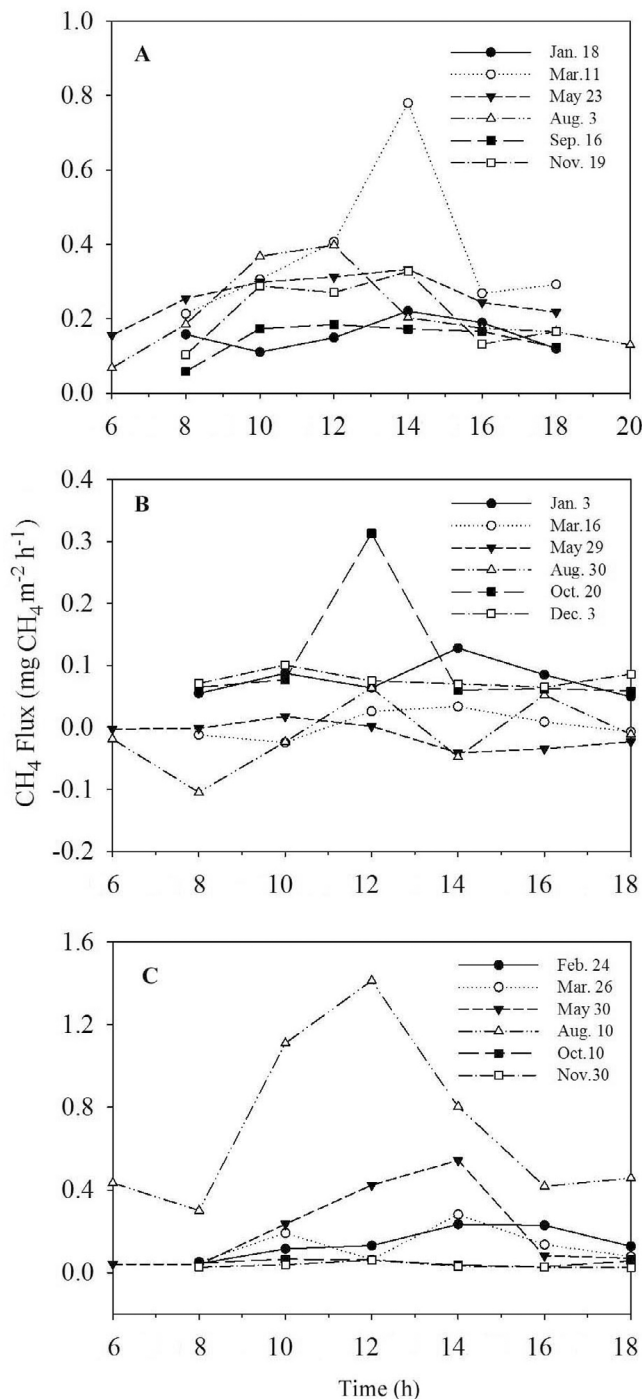 A
Jan. 18
Mar.11
May 23
Aug. 3
Sep. 16
Nov. 19
1.0
0.8
0.6
0.4
0.2
0.0
6 8 10 12 14 16 18 20
CH4 Flux (mg CH4 m-2 h-1)
B
Jan. 3
Mar.16
May 29
Aug. 30
Oct. 20
Dec. 3
0.4
0.3
0.2
0.1
0.0
-0.1
-0.2
6 8 10 12 14 16 18
C
Feb. 24
Mar. 26
May 30
Aug. 10
Oct.10
Nov.30
1.6
1.2
0.8
0.4
0.0
6 8 10 12 14 16 18
Time (h)